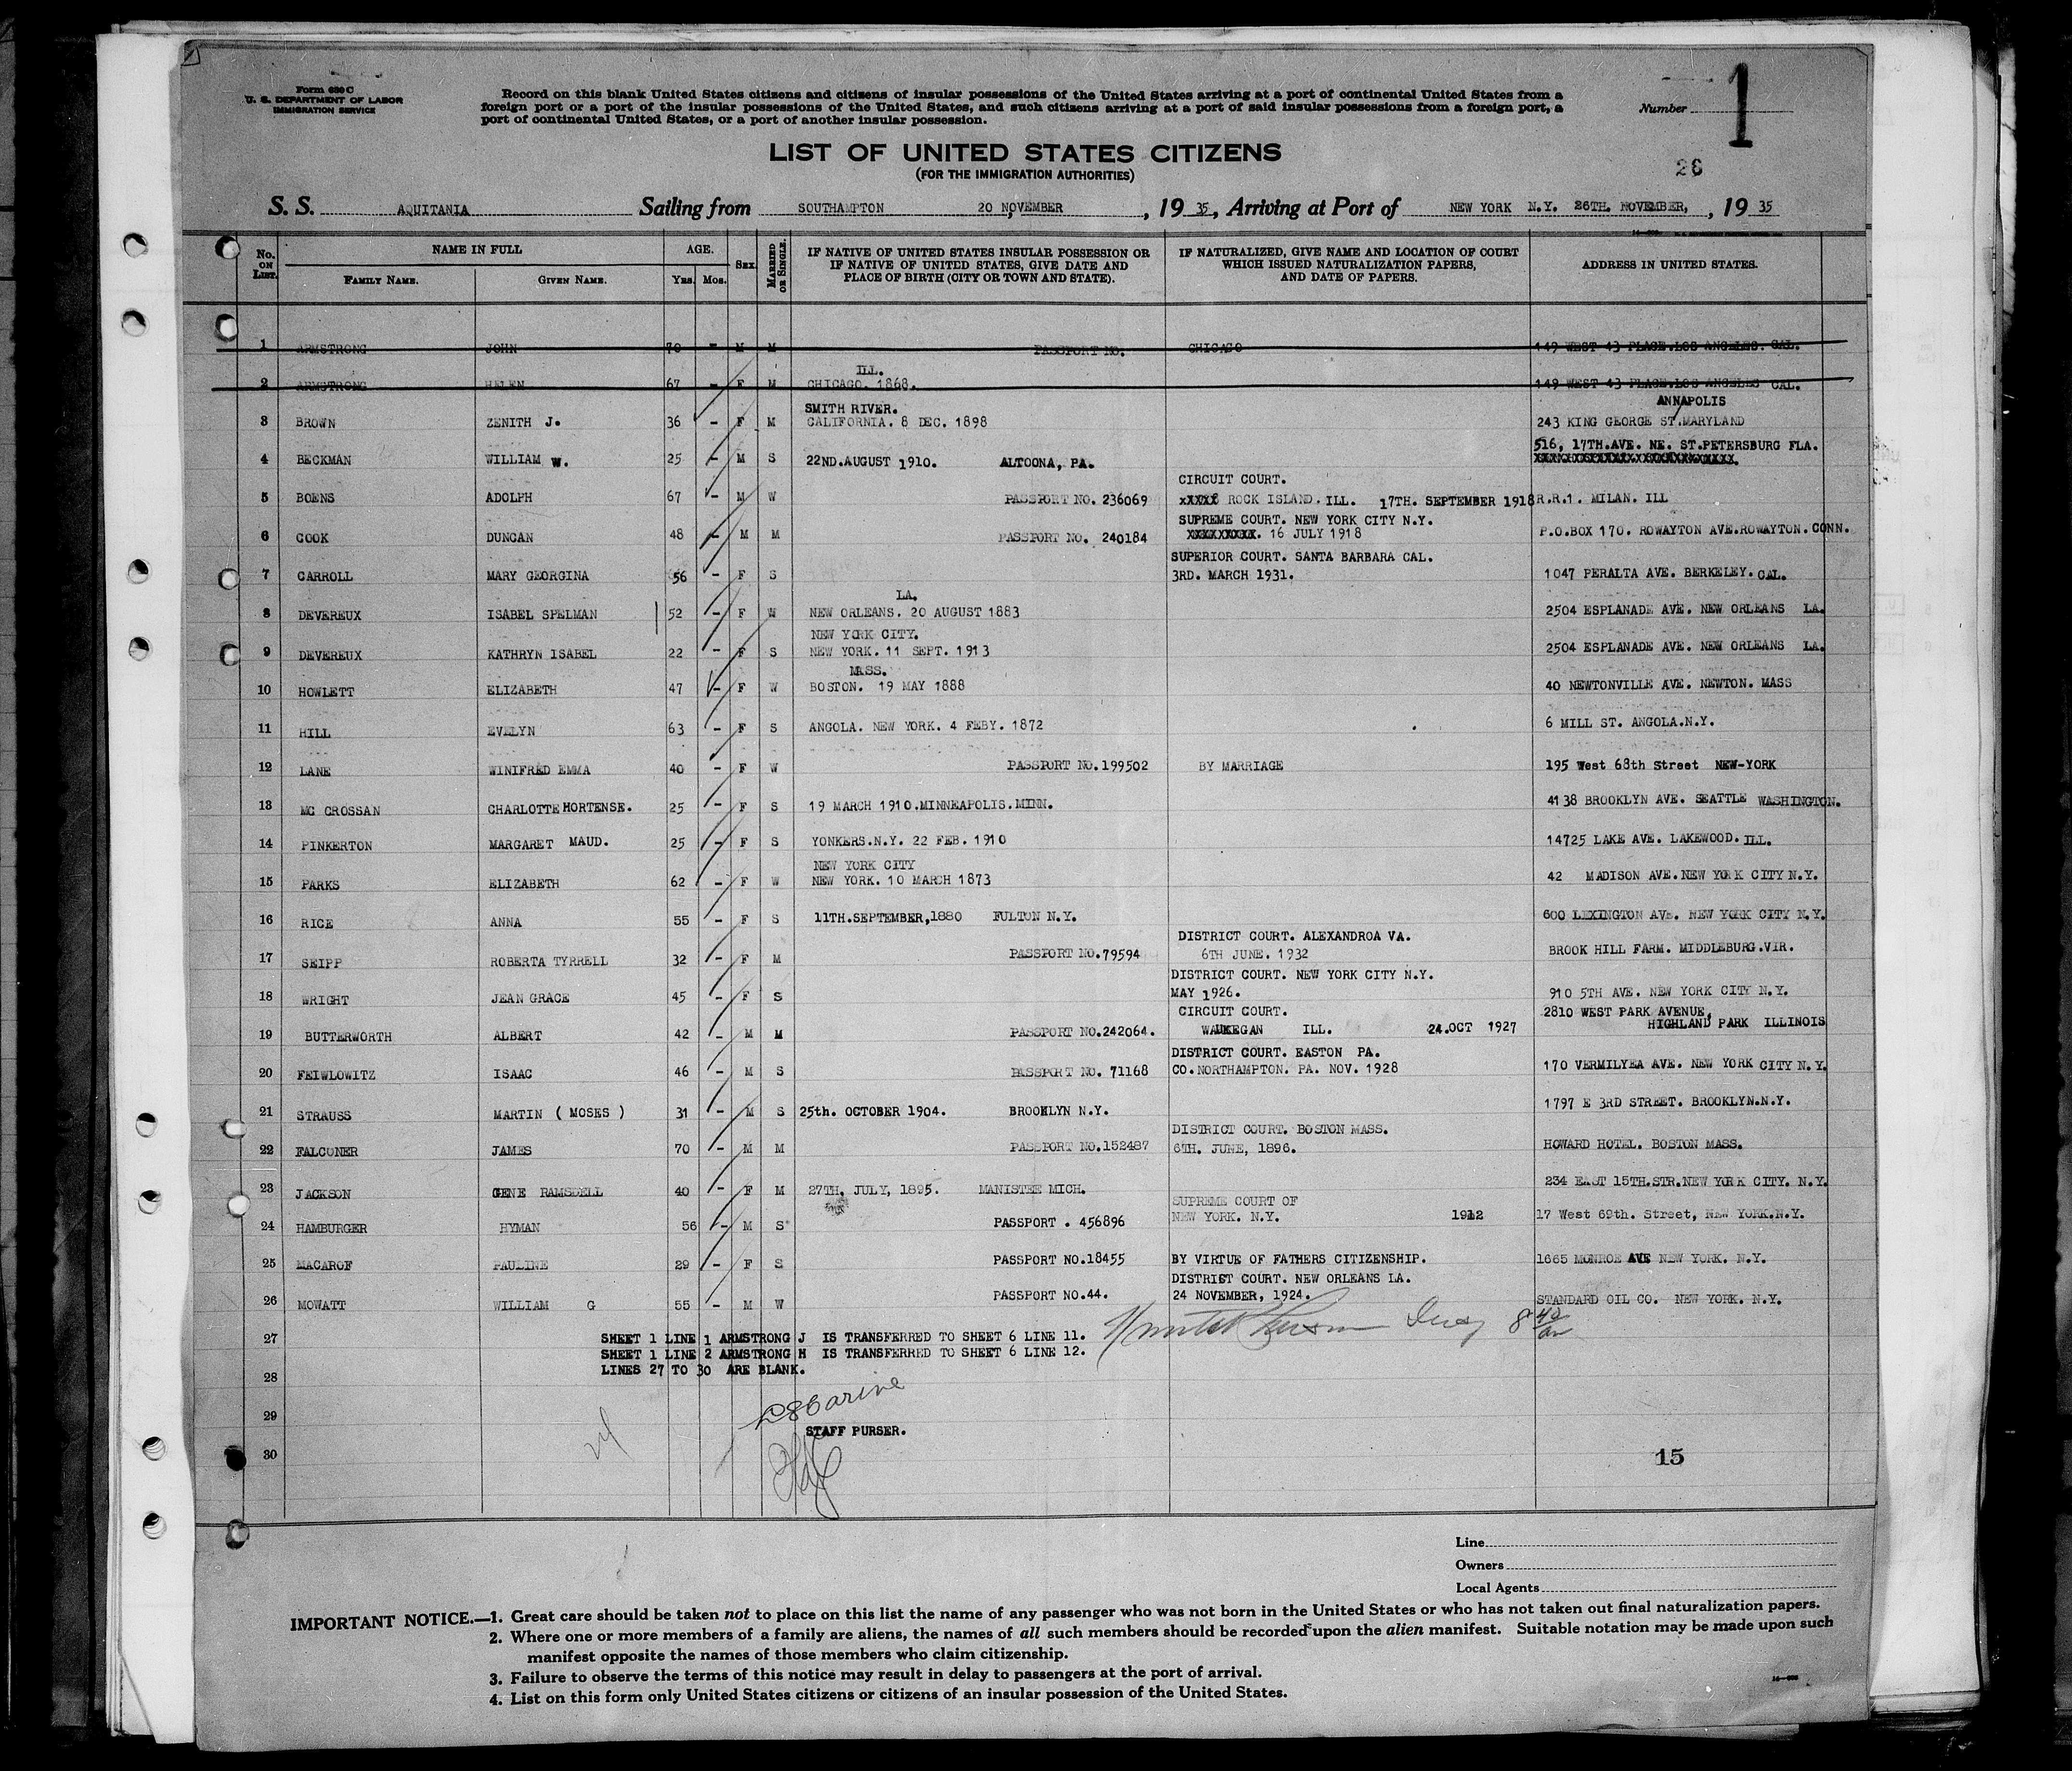 Form 630 C
U. S. DEPARTMENT OF LABOR
IMMIGRATION SERVICE
Record on this blank United States citizens and citizens of insular possessions of the United States arriving at a port of continental United States from a
foreign port or a port of the insular possessions of the United States, and such citizens arriving at a port of said insular possessions from a foreign port, a
port of continental United States, or a port of another insular possession.
Number 1
LIST OF UNITED STATES CITIZENS
(FOR THE IMMIGRATION AUTHORITIES)
26
S. S. AQUITANIA Sailing from SOUTHAMPTON 20 NOVEMBER, 19 35, Arriving at Port of NEW YORK N.Y. 26TH. NOVEMBER, , 19 35
No. ON LIST. NAME IN FULL FAMILY NAME. GIVEN NAME. AGE. YRS. MOS. SEX. MARRIED OR SINGLE. IF NATIVE OF UNITED STATES INSULAR POSSESSION OR IF NATIVE OF UNITED STATES, GIVE DATE AND PLACE OF BIRTH (CITY OR TOWN AND STATE). IF NATURALIZED, GIVE NAME AND LOCATION OF COURT WHICH ISSUED NATURALIZATION PAPERS, AND DATE OF PAPERS. ADDRESS IN UNITED STATES.
1 ARMSTRONG JOHN 70 - M M PASSPORT NO. CHICAGO 149 WEST 43 PLACE.LOS ANGELES. CAL.
ILL.
2 ARMSTRONG HELEN 67 - F M CHICAGO. 1868. 149 WEST 43 PLACE.LOS ANGELES CAL.
SMITH RIVER. ANNAPOLIS
3 BROWN ZENITH J. 36 - F M CALIFORNIA. 8 DEC. 1898 243 KING GEORGE ST.MARYLAND
516, 17TH.AVE. NE. ST.PETERSBURG FLA.
4 BECKMAN WILLIAM W. 25 - M S 22ND.AUGUST 1910. ALTOONA, PA.
CIRCUIT COURT.
5 BOENS ADOLPH 67 - M W PASSPORT NO. 236069 ROCK ISLAND. ILL. 17TH. SEPTEMBER 1918 R.R.1. MILAN. ILL
SUPREME COURT. NEW YORK CITY N.Y.
6 COOK DUNCAN 48 - M M PASSPORT NO. 240184 XXXXXXXXX. 16 JULY 1918 P.O.BOX 170. ROWAYTON AVE.ROWAYTON. CONN.
SUPERIOR COURT. SANTA BARBARA CAL.
7 CARROLL MARY GEORGINA 56 - F S 3RD. MARCH 1931. 1047 PERALTA AVE. BERKELEY. CAL.
LA.
8 DEVEREUX ISABEL SPELMAN 52 - F W NEW ORLEANS. 20 AUGUST 1883 2504 ESPLANADE AVE. NEW ORLEANS LA.
NEW YORK CITY.
9 DEVEREUX KATHRYN ISABEL 22 - F S NEW YORK. 11 SEPT. 1913 2504 ESPLANADE AVE. NEW ORLEANS LA.
MASS.
10 HOWLETT ELIZABETH 47 - F W BOSTON. 19 MAY 1888 40 NEWTONVILLE AVE. NEWTON. MASS
11 HILL EVELYN 63 - F S ANGOLA. NEW YORK. 4 FEBY. 1872 6 MILL ST. ANGOLA.N.Y.
12 LANE WINIFRED EMMA 40 - F W PASSPORT NO.199502 BY MARRIAGE 195 West 68th Street NEW-YORK
13 MC CROSSAN CHARLOTTE HORTENSE. 25 - F S 19 MARCH 1910.MINNEAPOLIS.MINN. 4138 BROOKLYN AVE. SEATTLE WASHINGTON.
14 PINKERTON MARGARET MAUD. 25 - F S YONKERS.N.Y. 22 FEB. 1910 14725 LAKE AVE. LAKEWOOD. ILL.
NEW YORK CITY
15 PARKS ELIZABETH 62 - F W NEW YORK. 10 MARCH 1873 42 MADISON AVE.NEW YORK CITY N.Y.
16 RICE ANNA 55 - F S 11TH.SEPTEMBER,1880 FULTON N.Y. 600 LEXINGTON AVE. NEW YORK CITY N.Y.
DISTRICT COURT. ALEXANDROA VA.
17 SEIPP ROBERTA TYRRELL 32 - F M PASSPORT NO.79594 6TH JUNE. 1932 BROOK HILL FARM. MIDDLEBURG.VIR.
DISTRICT COURT. NEW YORK CITY N.Y.
18 WRIGHT JEAN GRACE 45 - F S MAY 1926. 910 5TH AVE. NEW YORK CITY N.Y.
CIRCUIT COURT. 2810 WEST PARK AVENUE,
19 BUTTERWORTH ALBERT 42 - M M PASSPORT NO.242064. WAUKEGAN ILL. 24.OCT 1927 HIGHLAND PARK ILLINOIS
DISTRICT COURT. EASTON PA.
20 FEIWLOWITZ ISAAC 46 - M S PASSPORT NO. 71168 CO.NORTHAMPTON. PA. NOV. 1928 170 VERMILYEA AVE. NEW YORK CITY N.Y.
21 STRAUSS MARTIN ( MOSES ) 31 - M S 25th. OCTOBER 1904. BROOKLYN N.Y. 1797 E 3RD STREET. BROOKLYN.N.Y.
DISTRICT COURT. BOSTON MASS.
22 FALCONER JAMES 70 - M M PASSPORT NO.152487 6TH. JUNE, 1896. HOWARD HOTEL. BOSTON MASS.
23 JACKSON GENE RAMSDELL 40 - F M 27TH. JULY, 1895. MANISTEE MICH. 234 EAST 15TH.STR.NEW YORK CITY. N.Y.
SUPREME COURT OF
24 HAMBURGER HYMAN 56 - M S PASSPORT . 456896 NEW YORK. N.Y. 1912 17 West 69th. Street, NEW YORK.N.Y.
25 MACAROF PAULINE 29 - F S PASSPORT NO.18455 BY VIRTUE OF FATHERS CITIZENSHIP. 1665 MONROE AVE NEW YORK. N.Y.
DISTRICT COURT. NEW ORLEANS LA.
26 MOWATT WILLIAM G 55 - M W PASSPORT NO.44. 24 NOVEMBER, 1924. STANDARD OIL CO. NEW YORK. N.Y.
27 SHEET 1 LINE 1 ARMSTRONG J IS TRANSFERRED TO SHEET 6 LINE 11.
SHEET 1 LINE 2 ARMSTRONG H IS TRANSFERRED TO SHEET 6 LINE 12.
28 LINES 27 TO 30 ARE BLANK.
29
STAFF PURSER.
30
15
Line
Owners
Local Agents
IMPORTANT NOTICE.—1. Great care should be taken not to place on this list the name of any passenger who was not born in the United States or who has not taken out final naturalization papers.
2. Where one or more members of a family are aliens, the names of all such members should be recorded upon the alien manifest. Suitable notation may be made upon such
manifest opposite the names of those members who claim citizenship.
3. Failure to observe the terms of this notice may result in delay to passengers at the port of arrival.
4. List on this form only United States citizens or citizens of an insular possession of the United States.